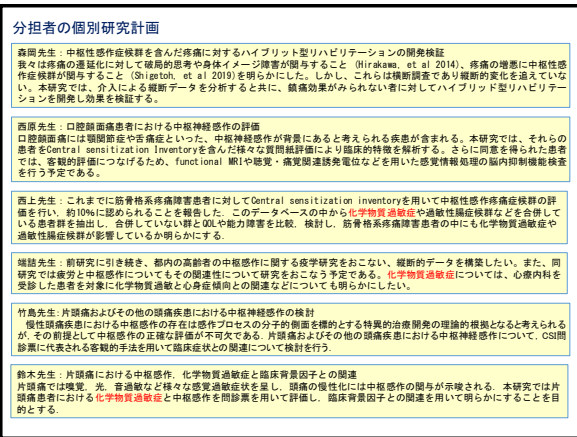 分担者の個別研究計画
森岡先生：中枢性感作症候群を含んだ疼痛に対するハイブリット型リハビリテーションの開発検証
我々は疼痛の遷延化に対して破局的思考や身体イメージ障害が関与すること (Hirakawa, et al 2014)、疼痛の増悪に中枢性感
作症候群が関与すること (Shigetoh, et al 2019)を明らかにした。しかし、これらは横断調査であり縦断的変化を追えていな
い。本研究では、介入による縦断データを分析すると共に、鎮痛効果がみられない者に対してハイブリッド型リハビリテー
ションを開発し効果を検証する。
西原先生：口腔顔面痛患者における中枢神経感作の評価
口腔顔面痛には顎関節症や舌痛症といった、中枢神経感作が背景にあると考えられる疾患が含まれる。本研究では、それらの
患者をCentral sensitization Inventoryを含んだ様々な質問紙評価により臨床的特徴を解析する。さらに同意を得られた患者
では、客観的評価につなげるため、functional MRIや聴覚・痛覚関連誘発電位などを用いた感覚情報処理の脳内抑制機能検査
を行う予定である。
西上先生：これまでに筋骨格系疼痛障害患者に対してCentral sensitization inventoryを用いて中枢性感作疼痛症候群の評
価を行い、約10%に認められることを報告した．このデータベースの中から化学物質過敏症や過敏性腸症候群などを合併してい
る患者群を抽出し，合併していない群とQOLや能力障害を比較，検討し，筋骨格系疼痛障害患者の中にも化学物質過敏症や
過敏性腸症候群が影響しているか明らかにする．
端詰先生：前研究に引き続き、都内の高齢者の中枢感作に関する疫学研究をおこない、縦断的データを構築したい。また、同
研究では疲労と中枢感作についてもその関連性について研究をおこなう予定である。化学物質過敏症については、心療内科を
受診した患者を対象に化学物質過敏と心身症傾向との関連などについても明らかにしたい。
竹島先生：片頭痛およびその他の頭痛疾患における中枢神経感作の検討
慢性頭痛疾患における中枢感作の存在は感作プロセスの分子的側面を標的とする特異的治療開発の理論的根拠となると考えられる
が，その前提として中枢感作の正確な評価が不可欠である．片頭痛およびその他の頭痛疾患における中枢神経感作について，CSI問
診票に代表される客観的手法を用いて臨床症状との関連について検討を行う．
鈴木先生：片頭痛における中枢感作，化学物質過敏症と臨床背景因子との関連
片頭痛では嗅覚，光，音過敏など様々な感覚過敏症状を呈し，頭痛の慢性化には中枢感作の関与が示唆される．本研究では片
頭痛患者における化学物質過敏症と中枢感作を問診票を用いて評価し，臨床背景因子との関連を用いて明らかにすることを目
的とする．